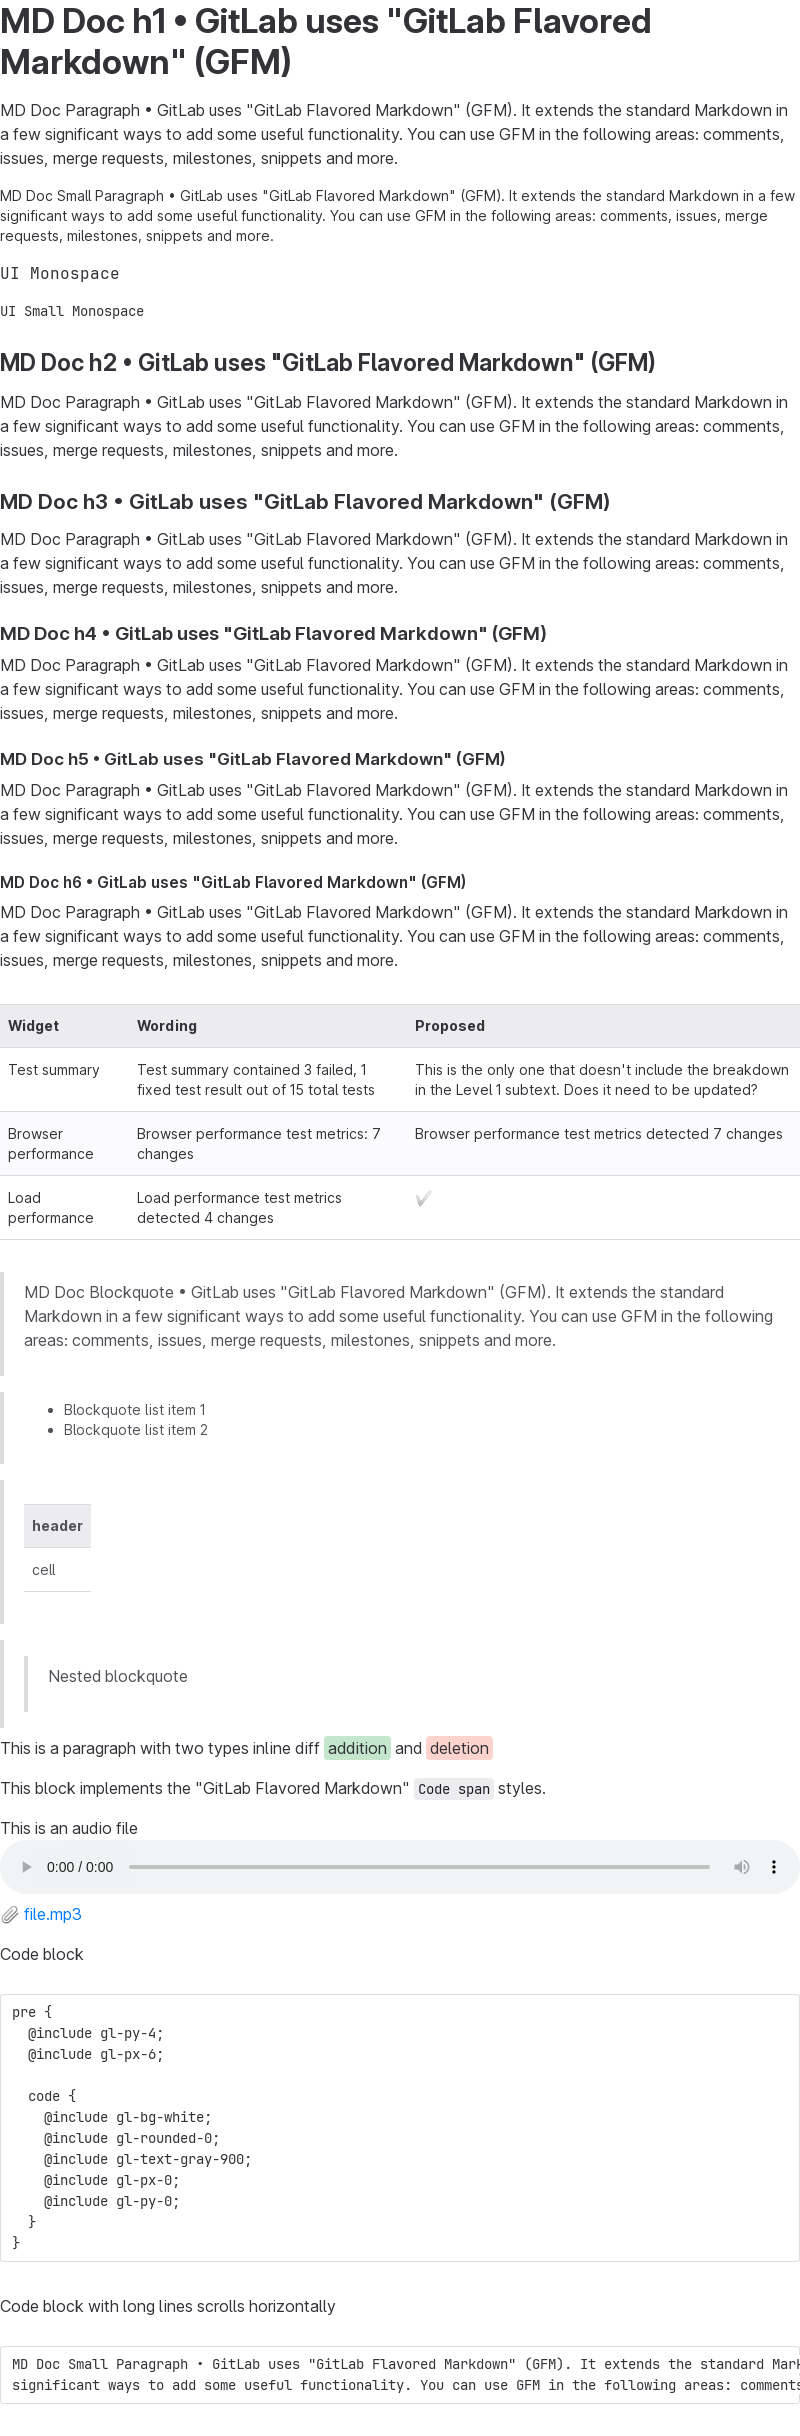 MD Doc h1 • GitLab uses "GitLab Flavored
Markdown" (GFM)
MD Doc Paragraph • GitLab uses "GitLab Flavored Markdown" (GFM). It extends the standard Markdown in
a few significant ways to add some useful functionality. You can use GFM in the following areas: comments,
issues, merge requests, milestones, snippets and more.
MD Doc Small Paragraph • GitLab uses "GitLab Flavored Markdown" (GFM). It extends the standard Markdown in a few
significant ways to add some useful functionality. You can use GFM in the following areas: comments, issues, merge
requests, milestones, snippets and more.
UI Monospace
UI Small Monospace
MD Doc h2 • GitLab uses "GitLab Flavored Markdown" (GFM)
MD Doc Paragraph • GitLab uses "GitLab Flavored Markdown" (GFM). It extends the standard Markdown in
a few significant ways to add some useful functionality. You can use GFM in the following areas: comments,
issues, merge requests, milestones, snippets and more.
MD Doc h3 • GitLab uses "GitLab Flavored Markdown" (GFM)
MD Doc Paragraph • GitLab uses "GitLab Flavored Markdown" (GFM). It extends the standard Markdown in
a few significant ways to add some useful functionality. You can use GFM in the following areas: comments,
issues, merge requests, milestones, snippets and more.
MD Doc h4 • GitLab uses "GitLab Flavored Markdown" (GFM)
MD Doc Paragraph • GitLab uses "GitLab Flavored Markdown" (GFM). It extends the standard Markdown in
a few significant ways to add some useful functionality. You can use GFM in the following areas: comments,
issues, merge requests, milestones, snippets and more.
MD Doc h5 • GitLab uses "GitLab Flavored Markdown" (GFM)
MD Doc Paragraph • GitLab uses "GitLab Flavored Markdown" (GFM). It extends the standard Markdown in
a few significant ways to add some useful functionality. You can use GFM in the following areas: comments,
issues, merge requests, milestones, snippets and more.
MD Doc h6 • GitLab uses "GitLab Flavored Markdown" (GFM)
MD Doc Paragraph • GitLab uses "GitLab Flavored Markdown" (GFM). It extends the standard Markdown in
a few significant ways to add some useful functionality. You can use GFM in the following areas: comments,
issues, merge requests, milestones, snippets and more.
Widget Wording Proposed
Test summary Test summary contained 3 failed, 1 This is the only one that doesn't include the breakdown
fixed test result out of 15 total tests in the Level 1 subtext. Does it need to be updated?
Browser Browser performance test metrics: 7 Browser performance test metrics detected 7 changes
performance changes
Load Load performance test metrics
performance detected 4 changes
MD Doc Blockquote • GitLab uses "GitLab Flavored Markdown" (GFM). It extends the standard
Markdown in a few significant ways to add some useful functionality. You can use GFM in the following
areas: comments, issues, merge requests, milestones, snippets and more.
• Blockquote list item 1
• Blockquote list item 2
header
cell
Nested blockquote
This is a paragraph with two types inline diff addition and deletion
This block implements the "GitLab Flavored Markdown" Code span styles.
This is an audio file
0:00 / 0:00
file.mp3
Code block
pre {
  @include gl-py-4;
  @include gl-px-6;
  code {
    @include gl-bg-white;
    @include gl-rounded-0;
    @include gl-text-gray-900;
    @include gl-px-0;
    @include gl-py-0;
  }
}
Code block with long lines scrolls horizontally
MD Doc Small Paragraph • GitLab uses "GitLab Flavored Markdown" (GFM). It extends the standard Mark
significant ways to add some useful functionality. You can use GFM in the following areas: comments